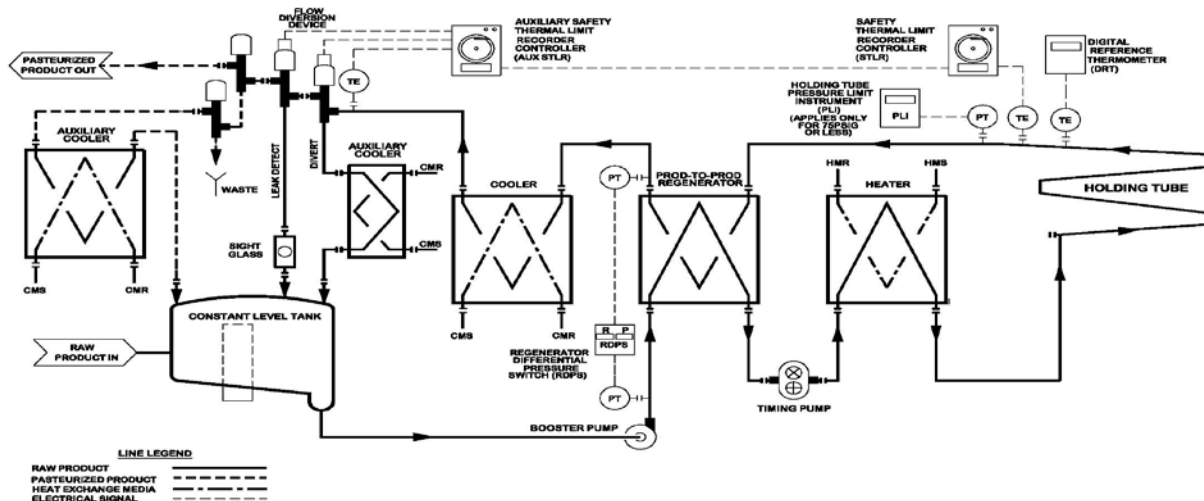 FLOW
DIVERSION
DEVICE
AUXILIARY SAFETY
THERMAL LIMIT
RECORDER
CONTROLLER
(AUX STLR)
SAFETY
THERMAL LIMIT
RECORDER
CONTROLLER
(STLR)
DIGITAL
REFERENCE
THERMOMETER
(DRT)
PASTEURIZED
PRODUCT OUT
TE
HOLDING TUBE
PRESSURE LIMIT
INSTRUMENT
(PLI)
(APPLIES ONLY
FOR 75PSIG
OR LESS)
PLI
PT
TE
TE
AUXILIARY
COOLER
WASTE
LEAK DETECT
DIVERT
AUXILIARY
COOLER
CMR
CMS
COOLER
PT
PROD-TO-PROD
REGENERATOR
HMR
HMS
HEATER
HOLDING TUBE
SIGHT
GLASS
CMS
CMR
CONSTANT LEVEL TANK
RAW
PRODUCT IN
CMS
CMR
R P
RDPS
REGENERATOR
DIFFERENTIAL
PRESSURE
SWITCH (RDPS)
PT
TIMING PUMP
BOOSTER PUMP
LINE LEGEND
RAW PRODUCT
PASTEURIZED PRODUCT
HEAT EXCHANGE MEDIA
ELECTRICAL SIGNAL